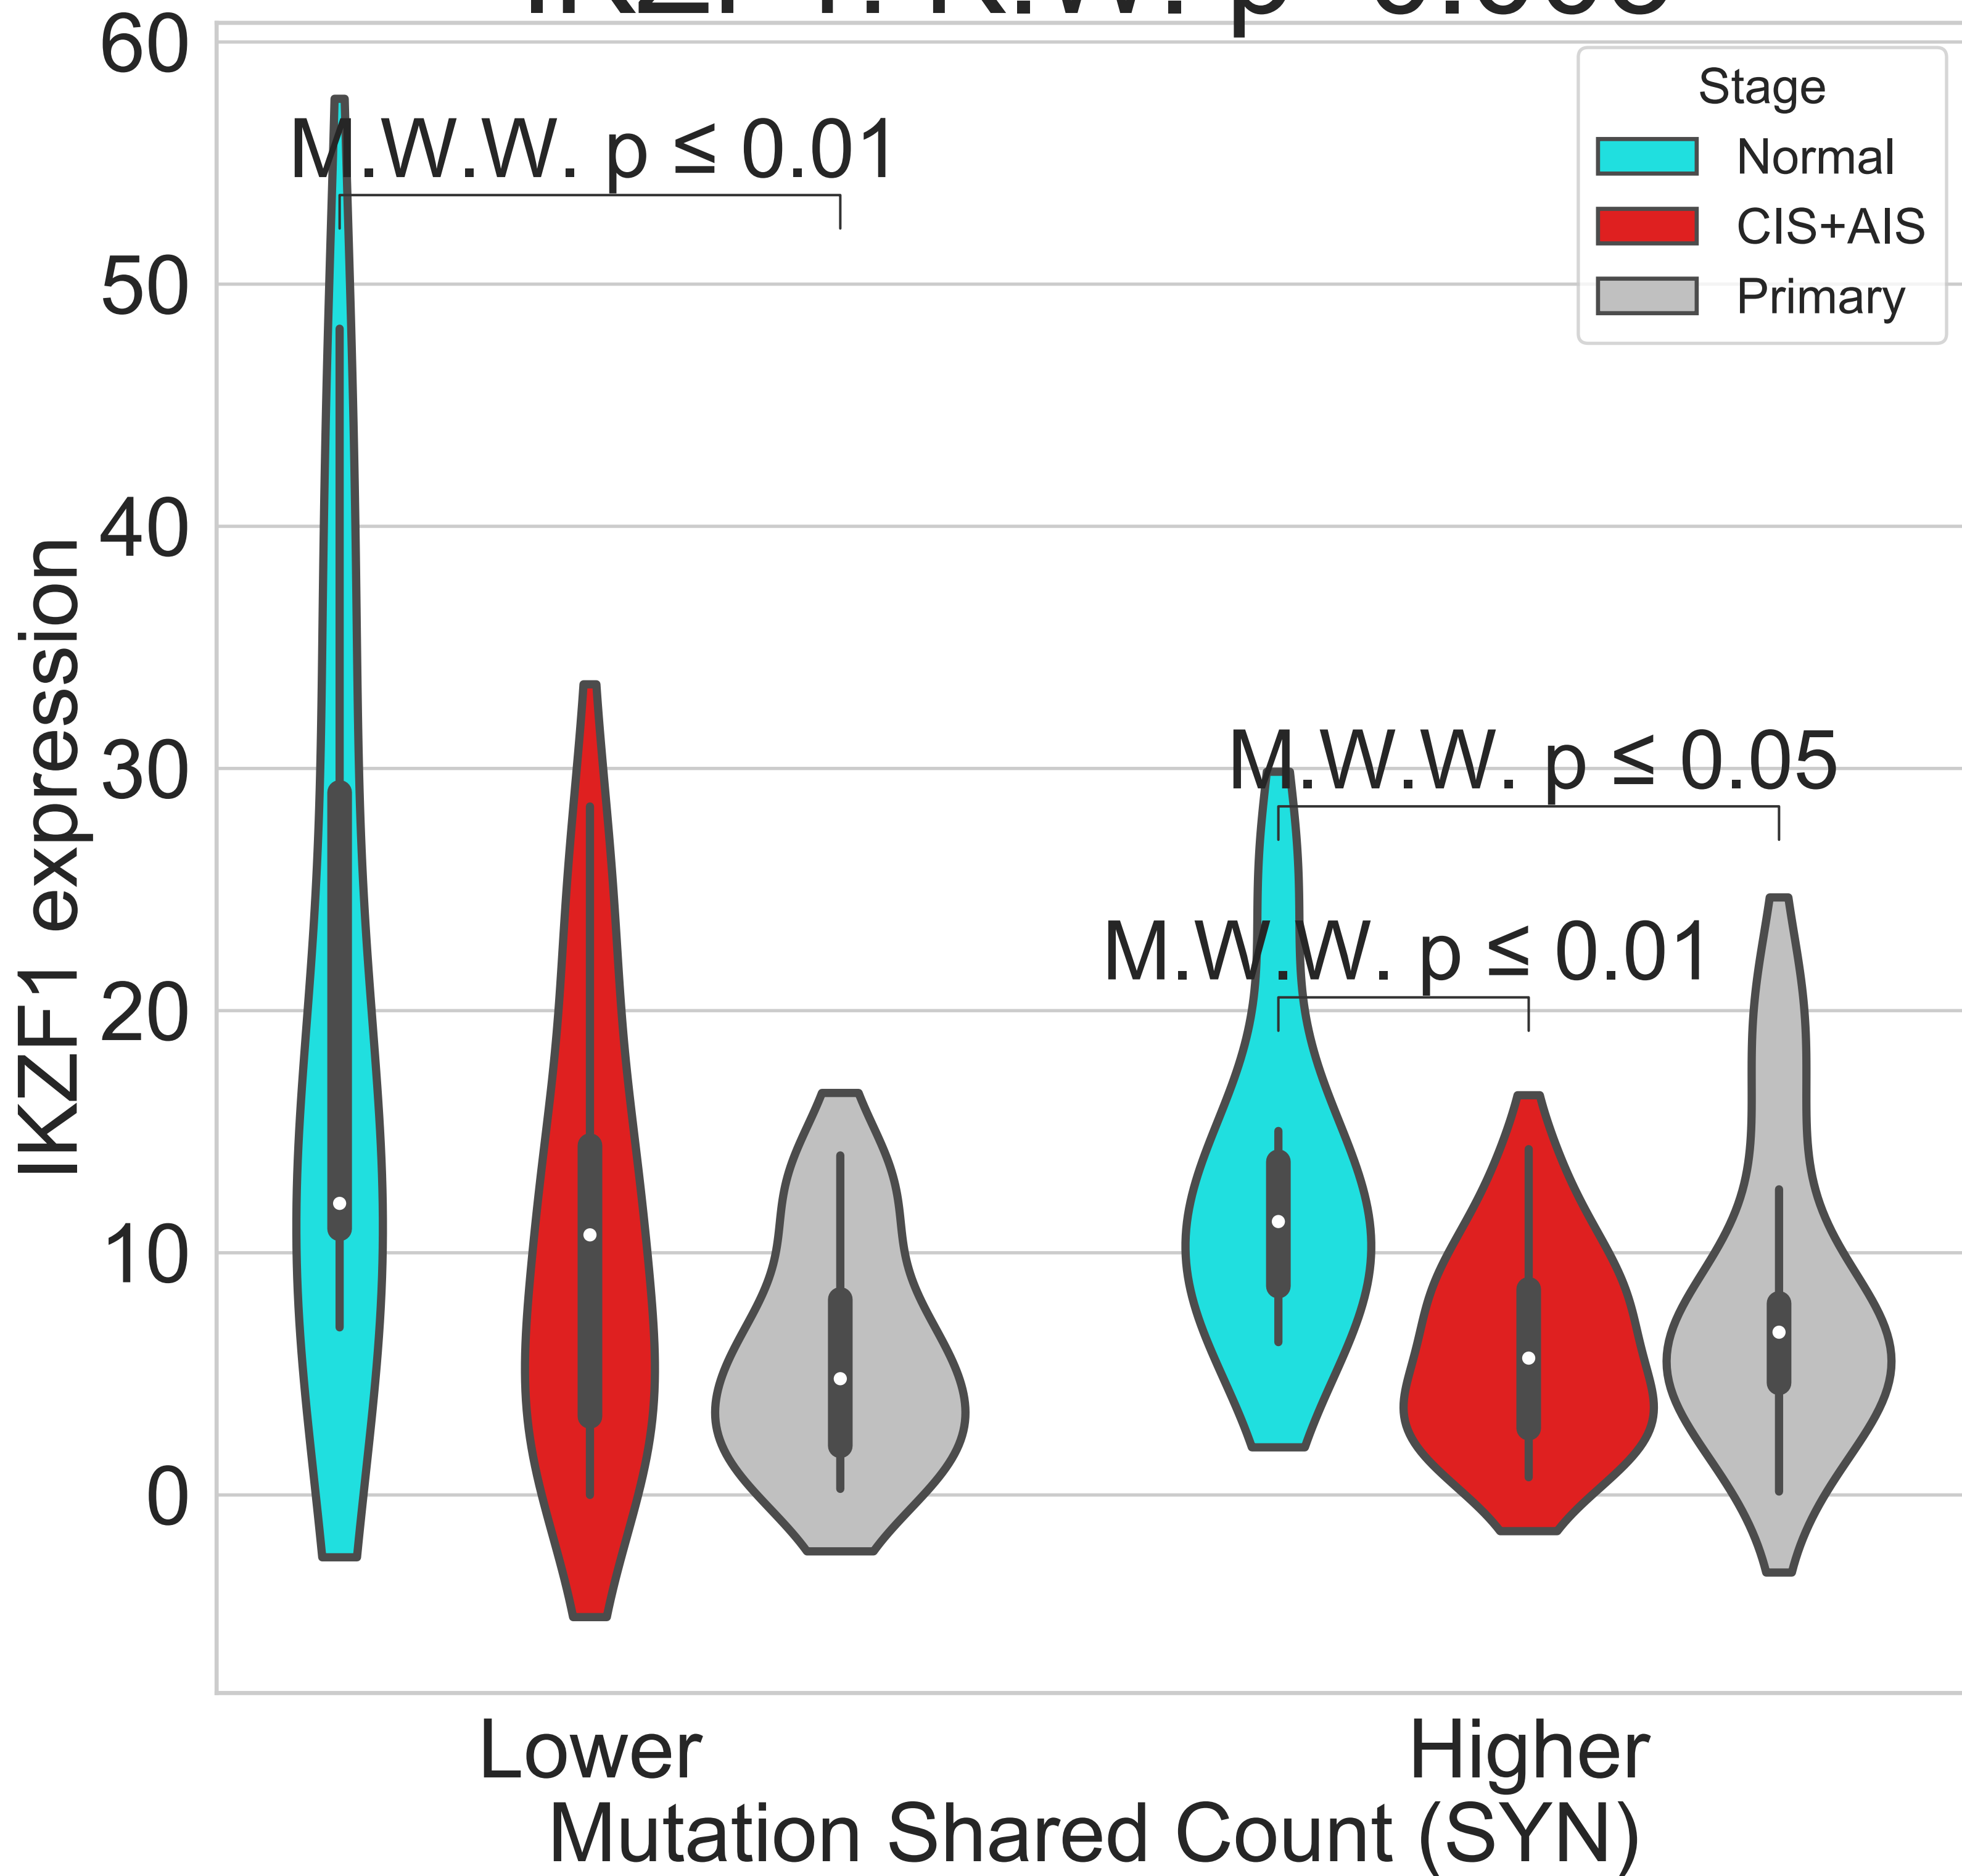 60
50
40
30
20
10
0
IKZF1 expression
M.W.W. p ≤ 0.01
M.W.W. p ≤ 0.05
M.W.W. p ≤ 0.01
Stage
Normal
CIS+AIS
Primary
Lower
Higher
Mutation Shared Count (SYN)